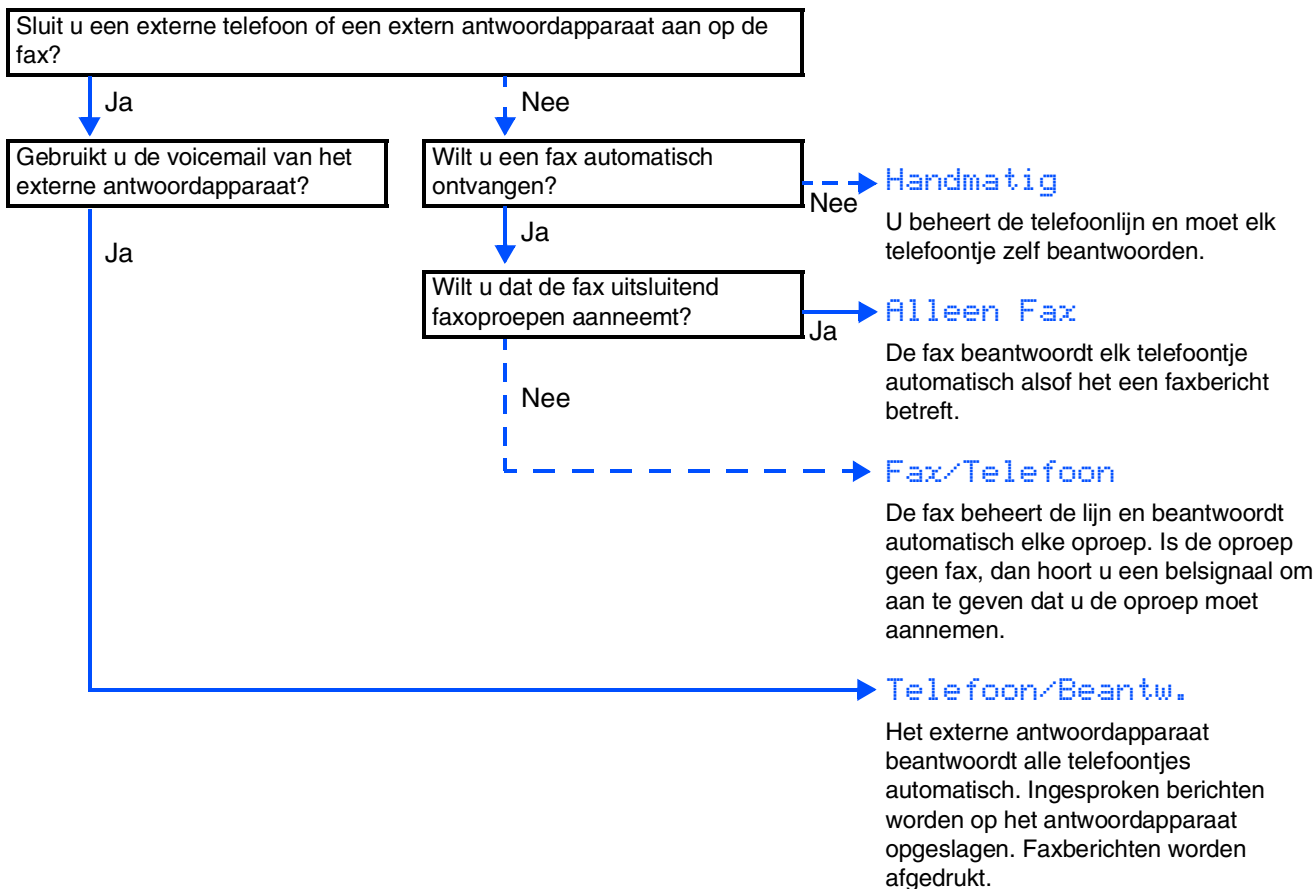 Sluit u een externe telefoon of een extern antwoordapparaat aan op de
fax?
Ja
Nee
Gebruikt u de voicemail van het
externe antwoordapparaat?
Wilt u een fax automatisch
ontvangen?
Nee
Handmatig
U beheert de telefoonlijn en moet elk
telefoontje zelf beantwoorden.
Ja
Ja
Wilt u dat de fax uitsluitend
faxoproepen aanneemt?
Ja
Alleen Fax
De fax beantwoordt elk telefoontje
automatisch alsof het een faxbericht
betreft.
Nee
Fax/Telefoon
De fax beheert de lijn en beantwoordt
automatisch elke oproep. Is de oproep
geen fax, dan hoort u een belsignaal om
aan te geven dat u de oproep moet
aannemen.
Telefoon/Beantw.
Het externe antwoordapparaat
beantwoordt alle telefoontjes
automatisch. Ingesproken berichten
worden op het antwoordapparaat
opgeslagen. Faxberichten worden
afgedrukt.